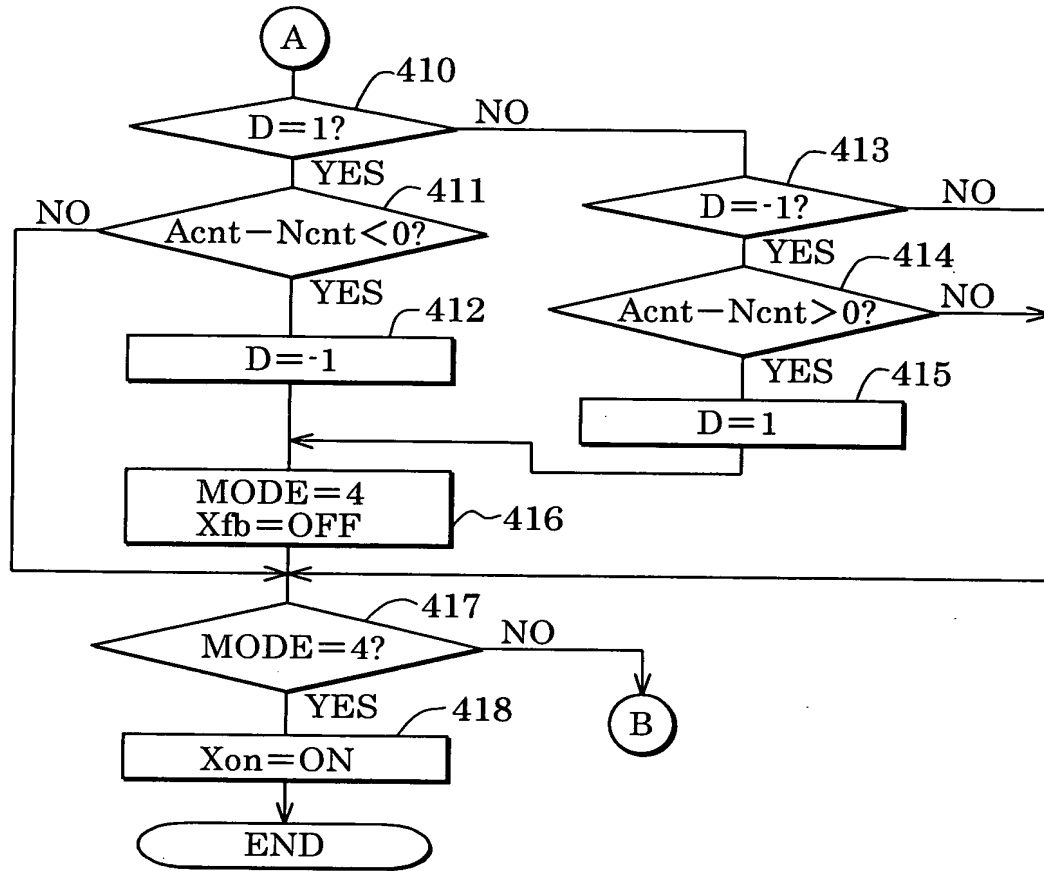 A
410
D=1?
NO
YES
411
NO
Acnt−Ncnt<0?
YES
412
D=-1
413
D=-1?
NO
YES
414
Acnt−Ncnt>0?
NO
YES
415
D=1
MODE=4
Xfb=OFF
416
417
MODE=4?
NO
B
YES
418
Xon=ON
END